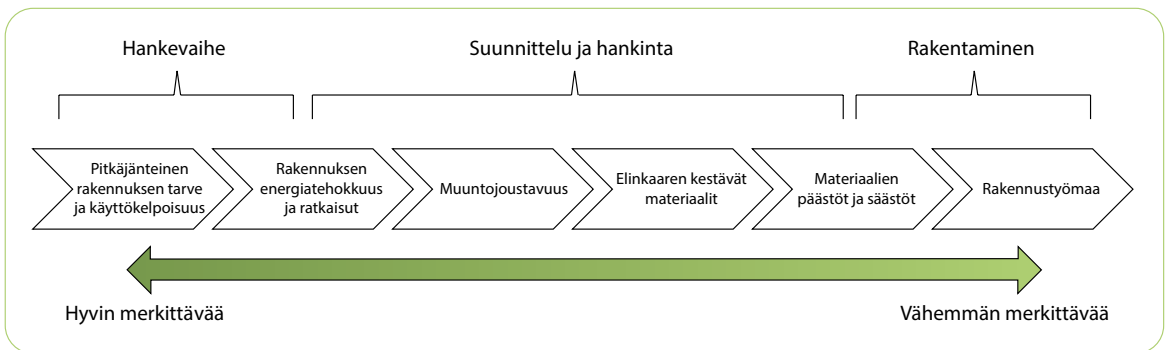 Hankevaihe
Suunnittelu ja hankinta
Rakentaminen
Pitkäjänteinen
rakennuksen tarve
ja käyttökelpoisuus
Rakennuksen
energiatehokkuus
ja ratkaisut
Muuntojoustavuus
Elinkaaren kestävät
materiaalit
Materiaalien
päästöt ja säästöt
Rakennustyömaa
Hyvin merkittävää
Vähemmän merkittävää